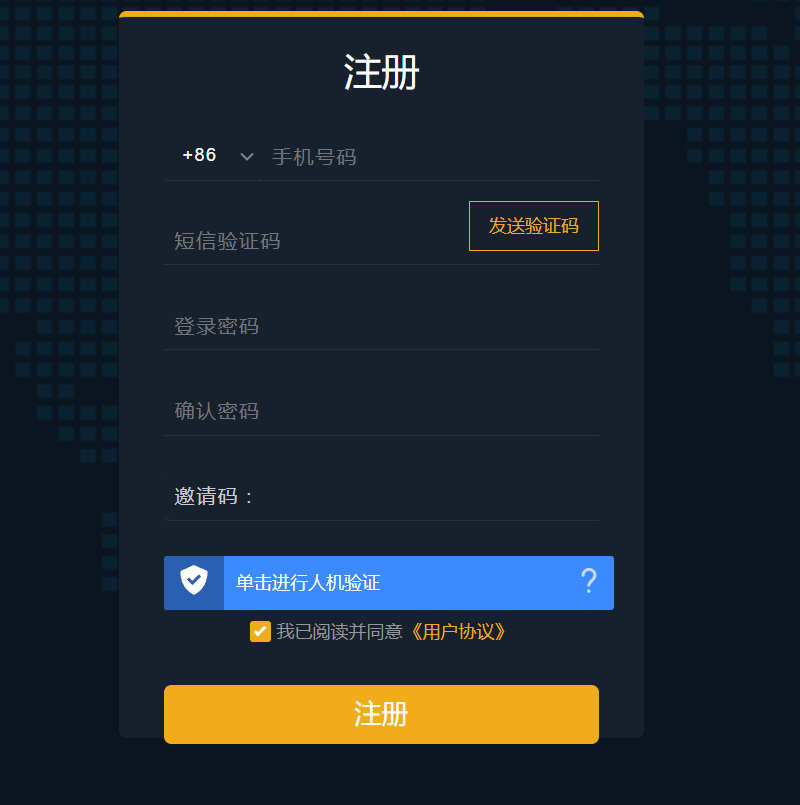 注册
+86 手机号码
短信验证码 发送验证码
登录密码
确认密码
邀请码：
单击进行人机验证 ?
我已阅读并同意《用户协议》
注册